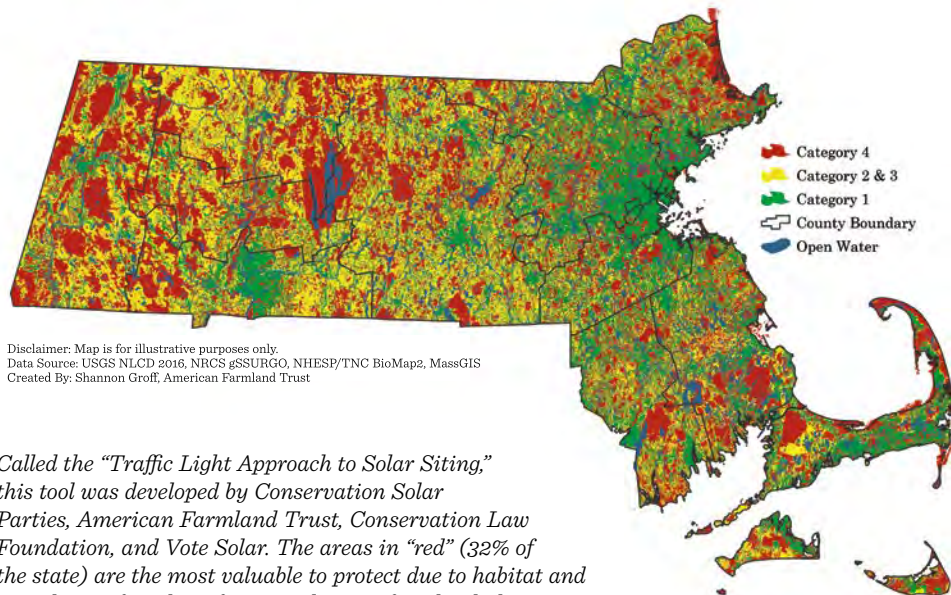 Category 4
Category 2 & 3
Category 1
County Boundary
Open Water
Disclaimer: Map is for illustrative purposes only.
Data Source: USGS NLCD 2016, NRCS gSSURGO, NHESP/TNC BioMap2, MassGIS
Created By: Shannon Groff, American Farmland Trust
Called the “Traffic Light Approach to Solar Siting,”
this tool was developed by Conservation Solar
Parties, American Farmland Trust, Conservation Law
Foundation, and Vote Solar. The areas in “red” (32% of
the state) are the most valuable to protect due to habitat and